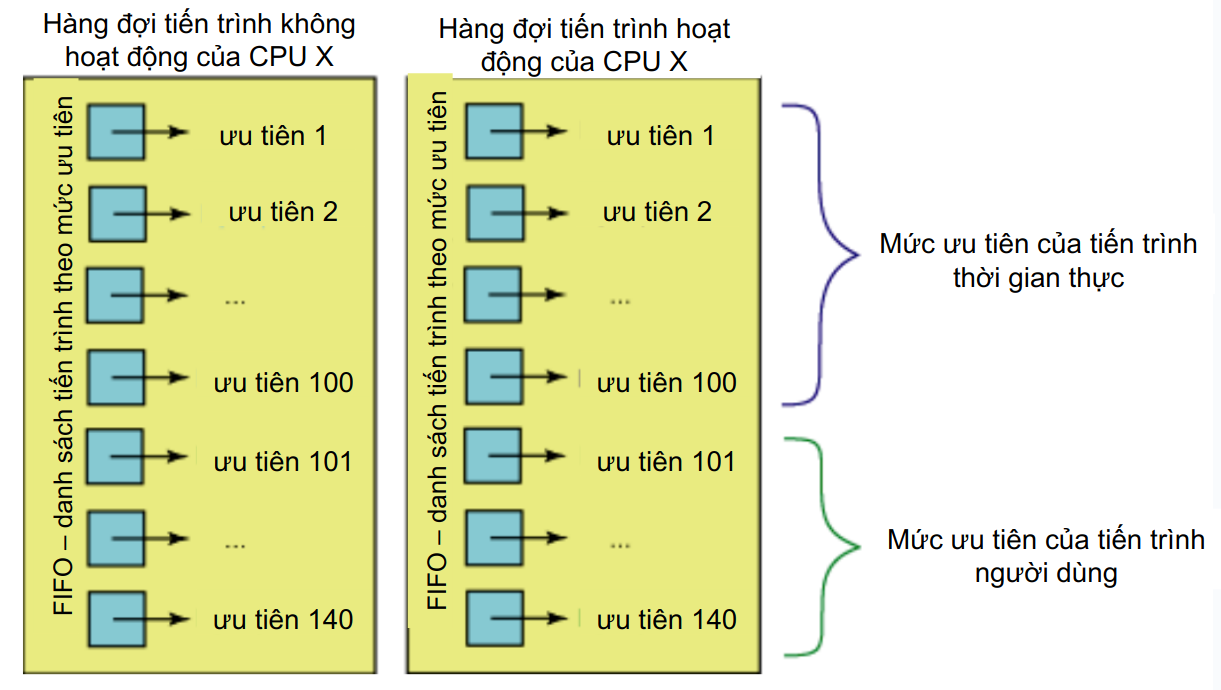 Hàng đợi tiến trình không
hoạt động của CPU X
FIFO – danh sách tiến trình theo mức ưu tiên
ưu tiên 1
ưu tiên 2
...
ưu tiên 100
ưu tiên 101
...
ưu tiên 140
Hàng đợi tiến trình hoạt
động của CPU X
FIFO – danh sách tiến trình theo mức ưu tiên
ưu tiên 1
ưu tiên 2
...
ưu tiên 100
ưu tiên 101
...
ưu tiên 140
Mức ưu tiên của tiến trình
thời gian thực
Mức ưu tiên của tiến trình
người dùng